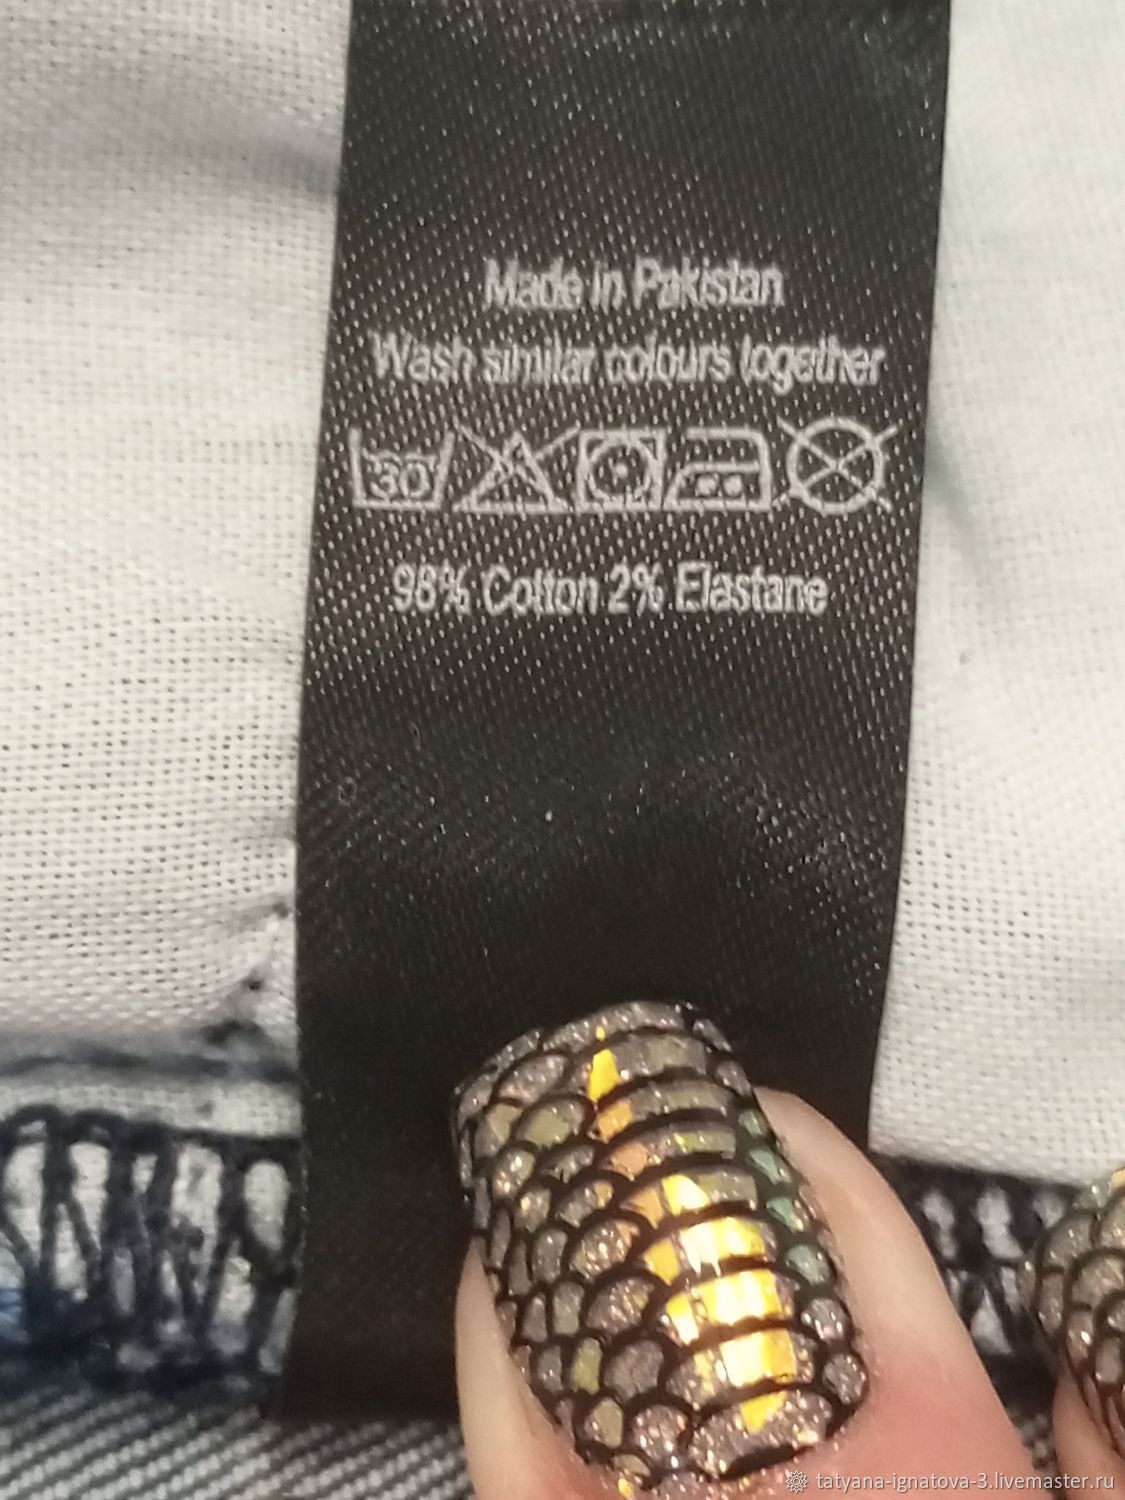 Made in Pakistan
Wash similar colours together
30
98% Cotton 2% Elastane
tatyana-ignatova-3.livemaster.ru